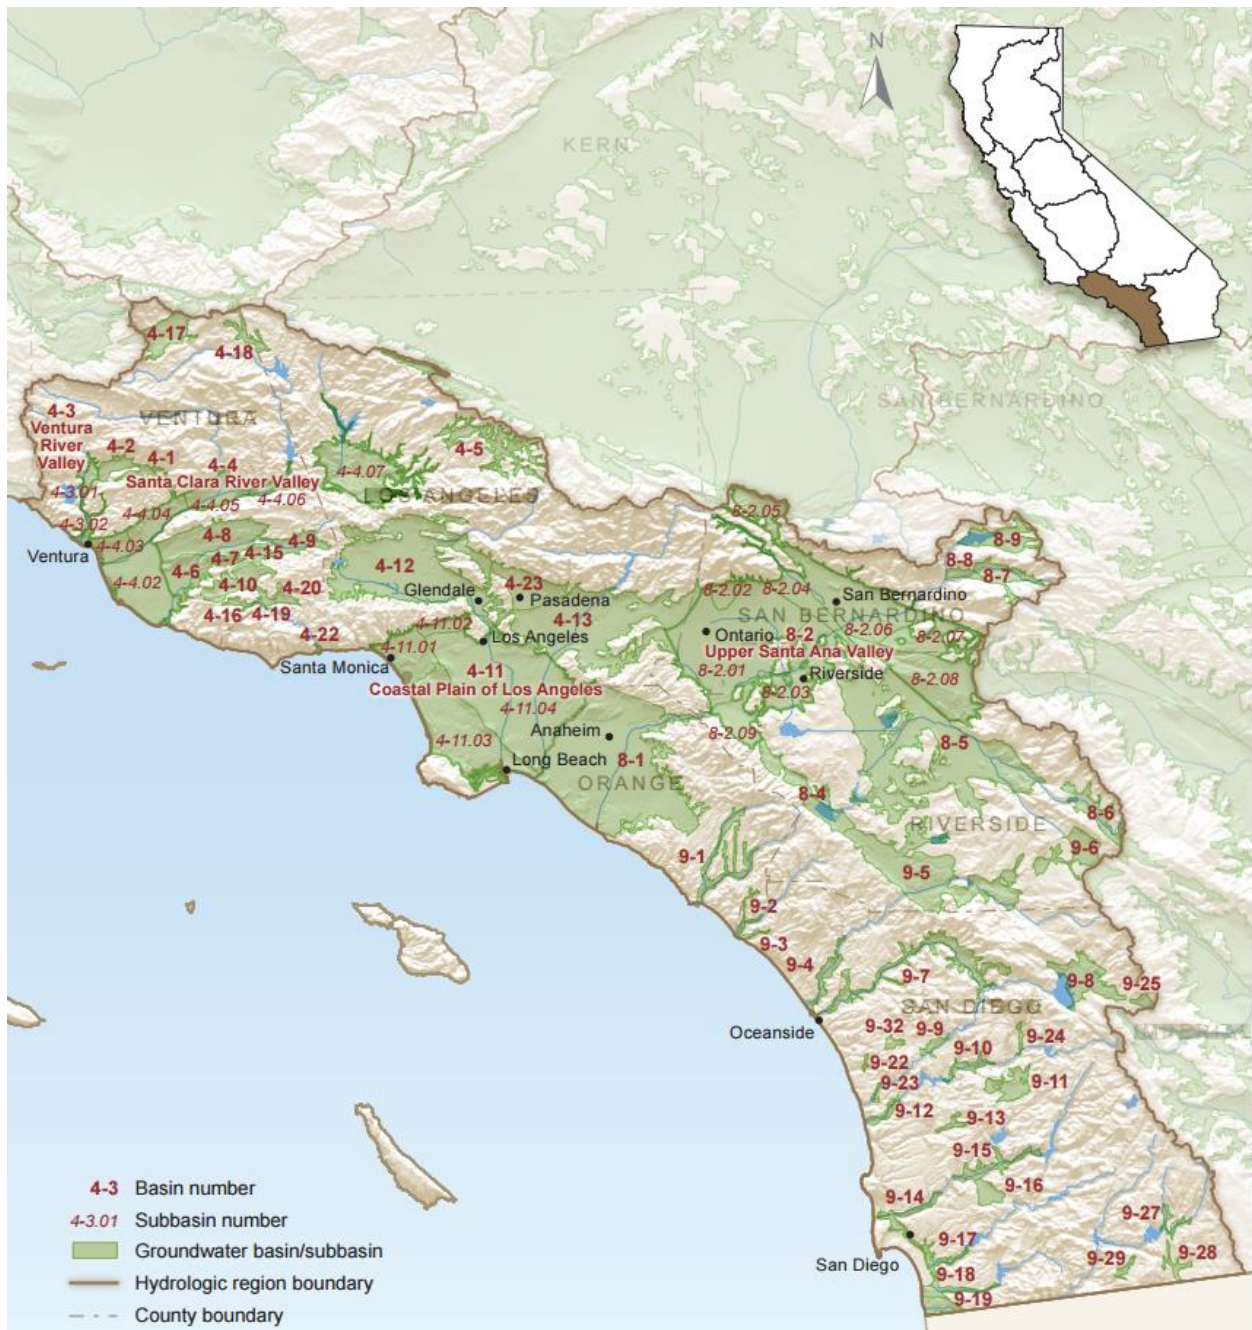 N
KERN
SAN BERNARDINO
4-17
4-18
4-3
Ventura
River
Valley
VENTURA
4-2
4-1
4-4
Santa Clara River Valley
4-5
4-4.07
LOS ANGELES
4-3.01
4-4.04
4-4.05
4-4.06
4-3.02
4-4.03
Ventura
4-4.02
4-8
4-9
4-7
4-15
4-6
4-10
4-20
4-16
4-19
4-22
4-12
Glendale
4-23
Pasadena
4-13
4-11.02
Los Angeles
4-11.01
Santa Monica
4-11
Coastal Plain of Los Angeles
4-11.04
4-11.03
Long Beach
Anaheim
8-1
ORANGE
8-2.05
8-9
8-8
8-7
8-2.02
8-2.04
San Bernardino
SAN BERNARDINO
Ontario
8-2
8-2.06
8-2.07
Upper Santa Ana Valley
8-2.01
Riverside
8-2.03
8-2.08
8-2.09
8-5
8-4
8-6
RIVERSIDE
9-6
9-5
9-1
9-2
9-3
9-4
9-7
9-8
9-25
SAN DIEGO
Oceanside
9-32
9-9
9-24
9-10
9-22
9-23
9-11
9-12
9-13
9-15
9-16
9-14
9-27
San Diego
9-17
9-29
9-28
9-18
9-19
4-3 Basin number
4-3.01 Subbasin number
Groundwater basin/subbasin
Hydrologic region boundary
County boundary